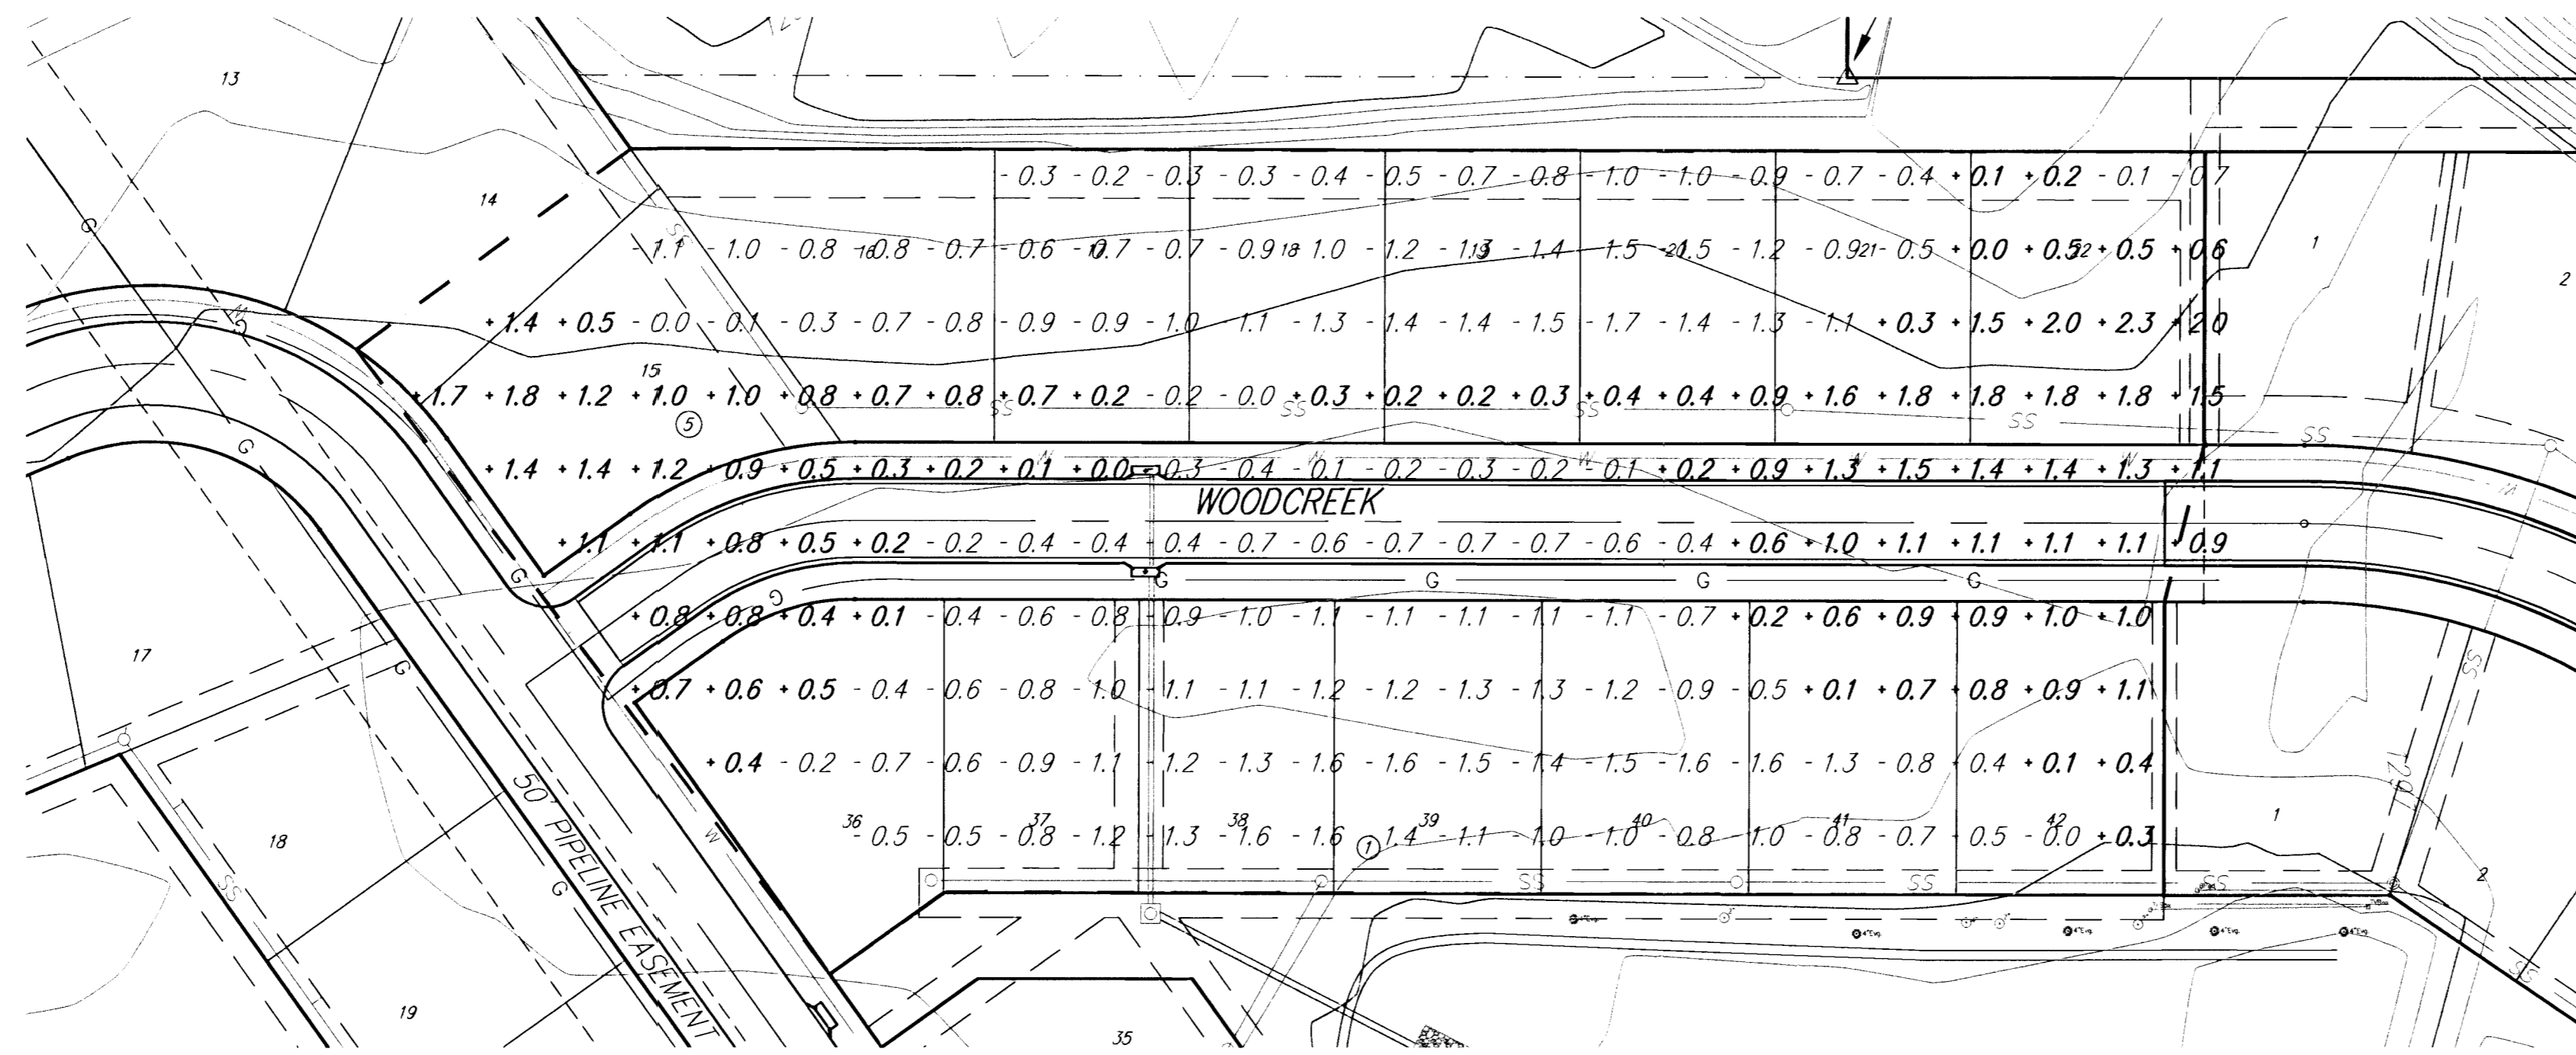 13
14
- 0.3 - 0.2 - 0.3 - 0.3 - 0.4 - 0.5 - 0.7 - 0.8 - 1.0 - 1.0 - 0.9 - 0.7 - 0.4 + 0.1 + 0.2 - 0.1 - 0.7
- 1.1 - 1.0 - 0.8 - 0.8 - 0.7 - 0.6 - 0.7 - 0.7 - 0.9 - 1.0 - 1.2 - 1.3 - 1.4 - 1.5 - 1.5 - 1.2 - 0.9 - 0.5 + 0.0 + 0.5 + 0.5 + 0.6
16 17 18 19 20 21 22 1
2
+ 1.4 + 0.5 - 0.0 - 0.1 - 0.3 - 0.7 - 0.8 - 0.9 - 0.9 - 1.0 - 1.1 - 1.3 - 1.4 - 1.4 - 1.5 - 1.7 - 1.4 - 1.3 - 1.1 + 0.3 + 1.5 + 2.0 + 2.3 + 2.0
15
+ 1.7 + 1.8 + 1.2 + 1.0 + 1.0 + 0.8 + 0.7 + 0.8 + 0.7 + 0.2 - 0.2 - 0.0 + 0.3 + 0.2 + 0.2 + 0.3 + 0.4 + 0.4 + 0.9 + 1.6 + 1.8 + 1.8 + 1.8 + 1.8 + 1.5
SS SS SS SS SS
5
+ 1.4 + 1.4 + 1.2 + 0.9 + 0.5 + 0.3 + 0.2 + 0.1 + 0.0 - 0.3 - 0.4 - 0.1 - 0.2 - 0.3 - 0.2 - 0.1 + 0.2 + 0.9 + 1.3 + 1.5 + 1.4 + 1.4 + 1.3 + 1.1
WOODCREEK
+ 1.1 + 1.1 + 0.8 + 0.5 + 0.2 - 0.2 - 0.4 - 0.4 - 0.4 - 0.7 - 0.6 - 0.7 - 0.7 - 0.7 - 0.6 - 0.4 + 0.6 + 1.0 + 1.1 + 1.1 + 1.1 + 1.1 + 0.9
G G G G G G
+ 0.8 + 0.8 + 0.4 + 0.1 - 0.4 - 0.6 - 0.8 - 0.9 - 1.0 - 1.1 - 1.1 - 1.1 - 1.1 - 1.1 - 0.7 + 0.2 + 0.6 + 0.9 + 0.9 + 1.0 + 1.0
17
+ 0.7 + 0.6 + 0.5 - 0.4 - 0.6 - 0.8 - 1.0 - 1.1 - 1.1 - 1.2 - 1.2 - 1.3 - 1.3 - 1.2 - 0.9 - 0.5 + 0.1 + 0.7 + 0.8 + 0.9 + 1.1
+ 0.4 - 0.2 - 0.7 - 0.6 - 0.9 - 1.1 - 1.2 - 1.3 - 1.6 - 1.6 - 1.5 - 1.4 - 1.5 - 1.6 - 1.6 - 1.3 - 0.8 - 0.4 + 0.1 + 0.4
120
36 37 38 39 40 41 42 1
- 0.5 - 0.5 - 0.8 - 1.2 - 1.3 - 1.6 - 1.6 - 1.4 - 1.1 - 1.0 - 1.0 - 0.8 - 1.0 - 0.8 - 0.7 - 0.5 - 0.0 + 0.3
18
1
2
SS SS SS SS
50' PIPELINE EASEMENT
4"Evg. 4"Evg. 4"Evg. 4"Evg.
19
35